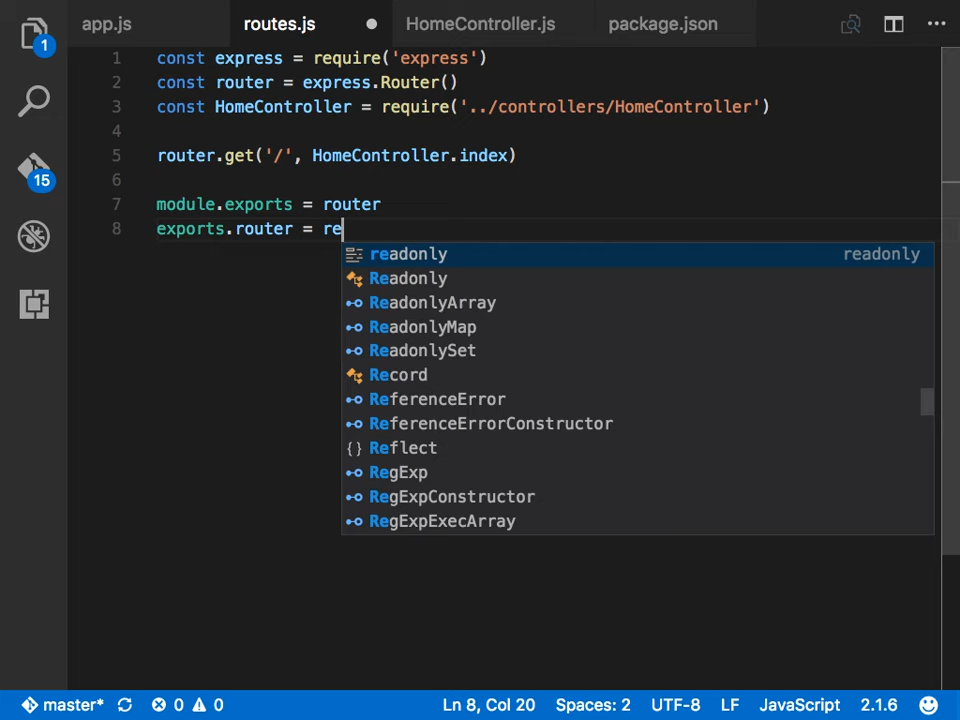 app.js routes.js HomeController.js package.json
1
1 const express = require('express')
2 const router = express.Router()
3 const HomeController = require('../controllers/HomeController')
4
5 router.get('/', HomeController.index)
15
6
7 module.exports = router
8 exports.router = re
readonly readonly
Readonly
ReadonlyArray
ReadonlyMap
ReadonlySet
Record
ReferenceError
ReferenceErrorConstructor
{} Reflect
RegExp
RegExpConstructor
RegExpExecArray
master* 0 0 Ln 8, Col 20 Spaces: 2 UTF-8 LF JavaScript 2.1.6